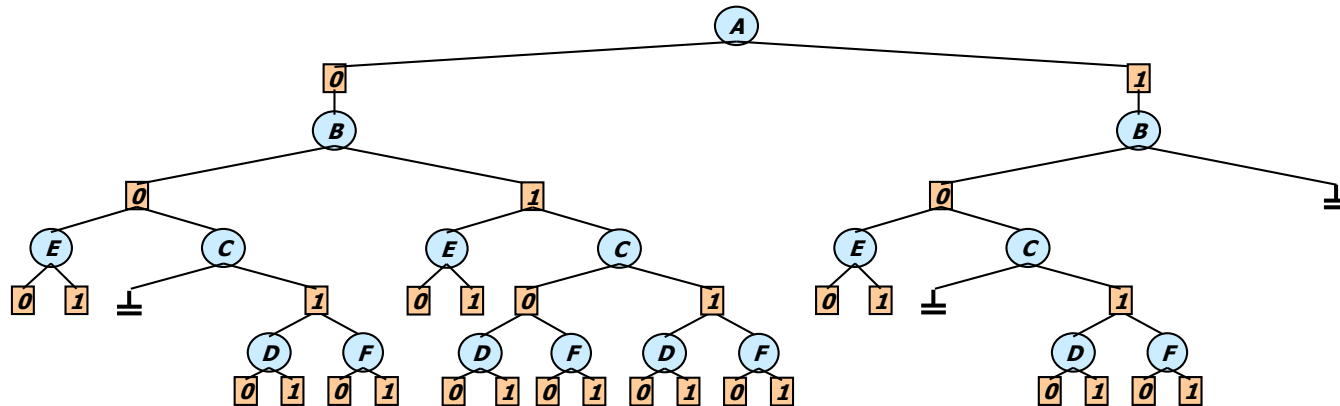 A
0 1
B B
0 1 0
E C E C E C
0 1 1 0 1 0 1 0 1 1
D F D F D F D F
0 1 0 1 0 1 0 1 0 1 0 1 0 1 0 1